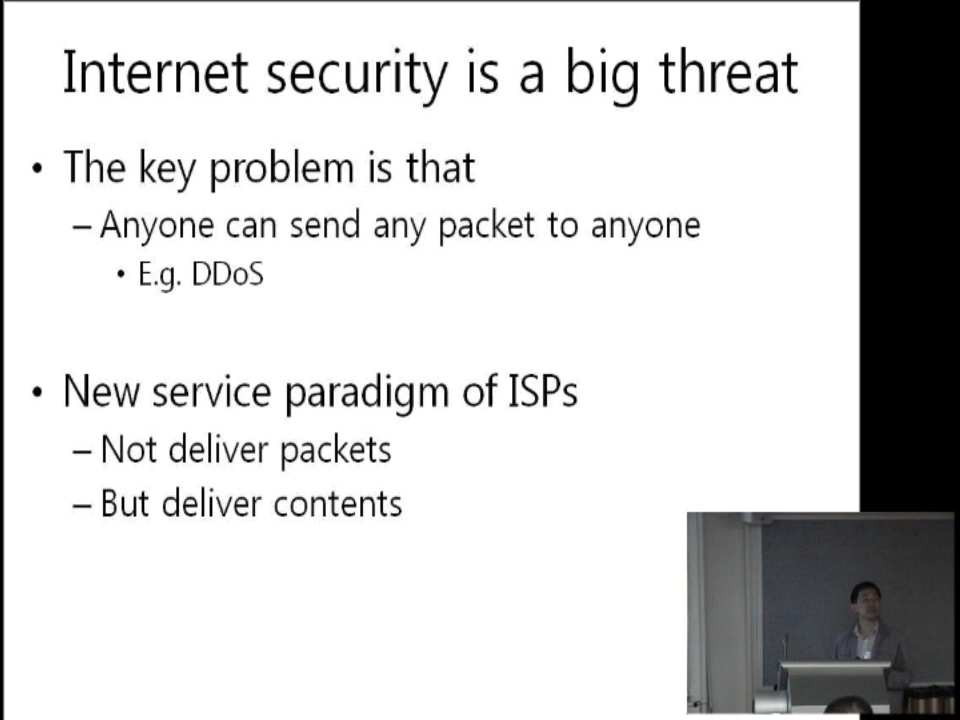 Internet security is a big threat
• The key problem is that
– Anyone can send any packet to anyone
• E.g. DDoS
• New service paradigm of ISPs
– Not deliver packets
– But deliver contents